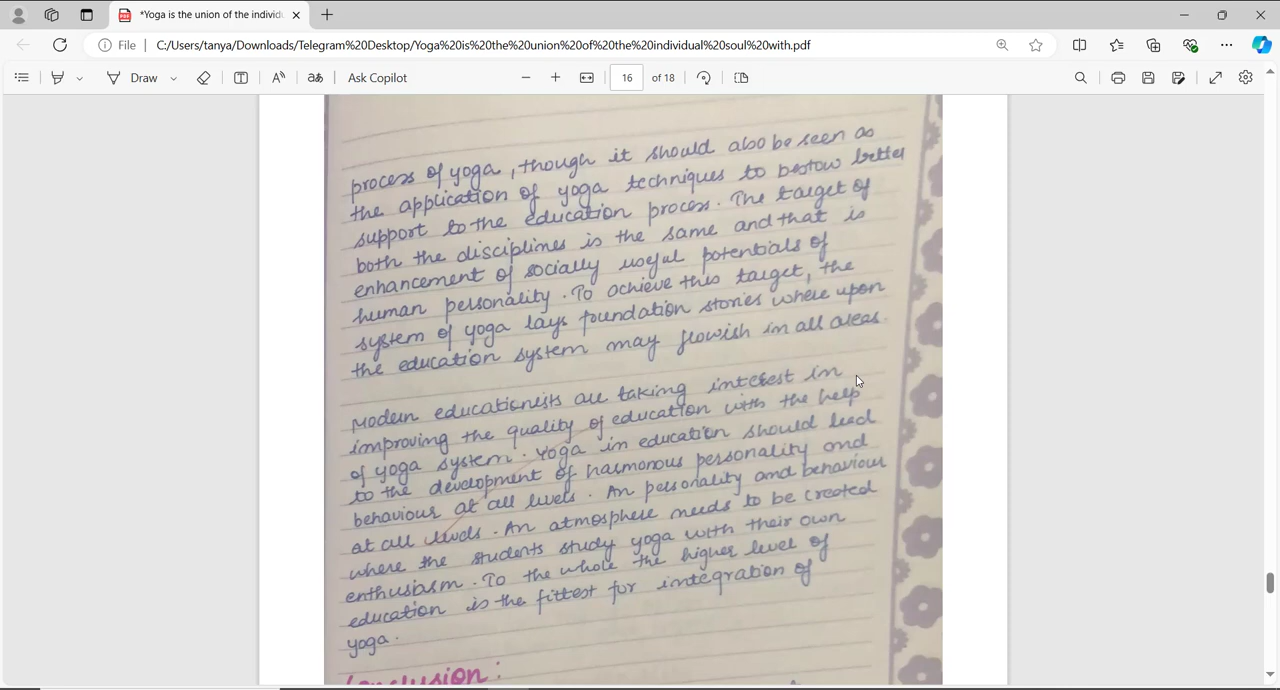 *Yoga is the union of the individu
File
C:/Users/tanya/Downloads/Telegram%20Desktop/Yoga%20is%20the%20union%20of%20the%20individual%20soul%20with.pdf
Draw
Ask Copilot
16 of 18
process of yoga, though it should also be seen as
the application of yoga techniques to bestow better
support to the education process. The target of
both the disciplines is the same and that is
enhancement of socially useful potentials of
human personality. To achieve this target, the
system of yoga lays foundation stories where upon
the education system may flowish in all areas.
Modern educationists are taking interest in
improving the quality of education with the help
of yoga system. Yoga in education should lead
to the development of harmonous personality and
behaviour at all levels. An personality and behaviour
at all levels. An atmosphere needs to be created
where the students study yoga with their own
enthusiasm. To the whole the higher level of
education is the fittest for integration of
yoga.
Conclusion: